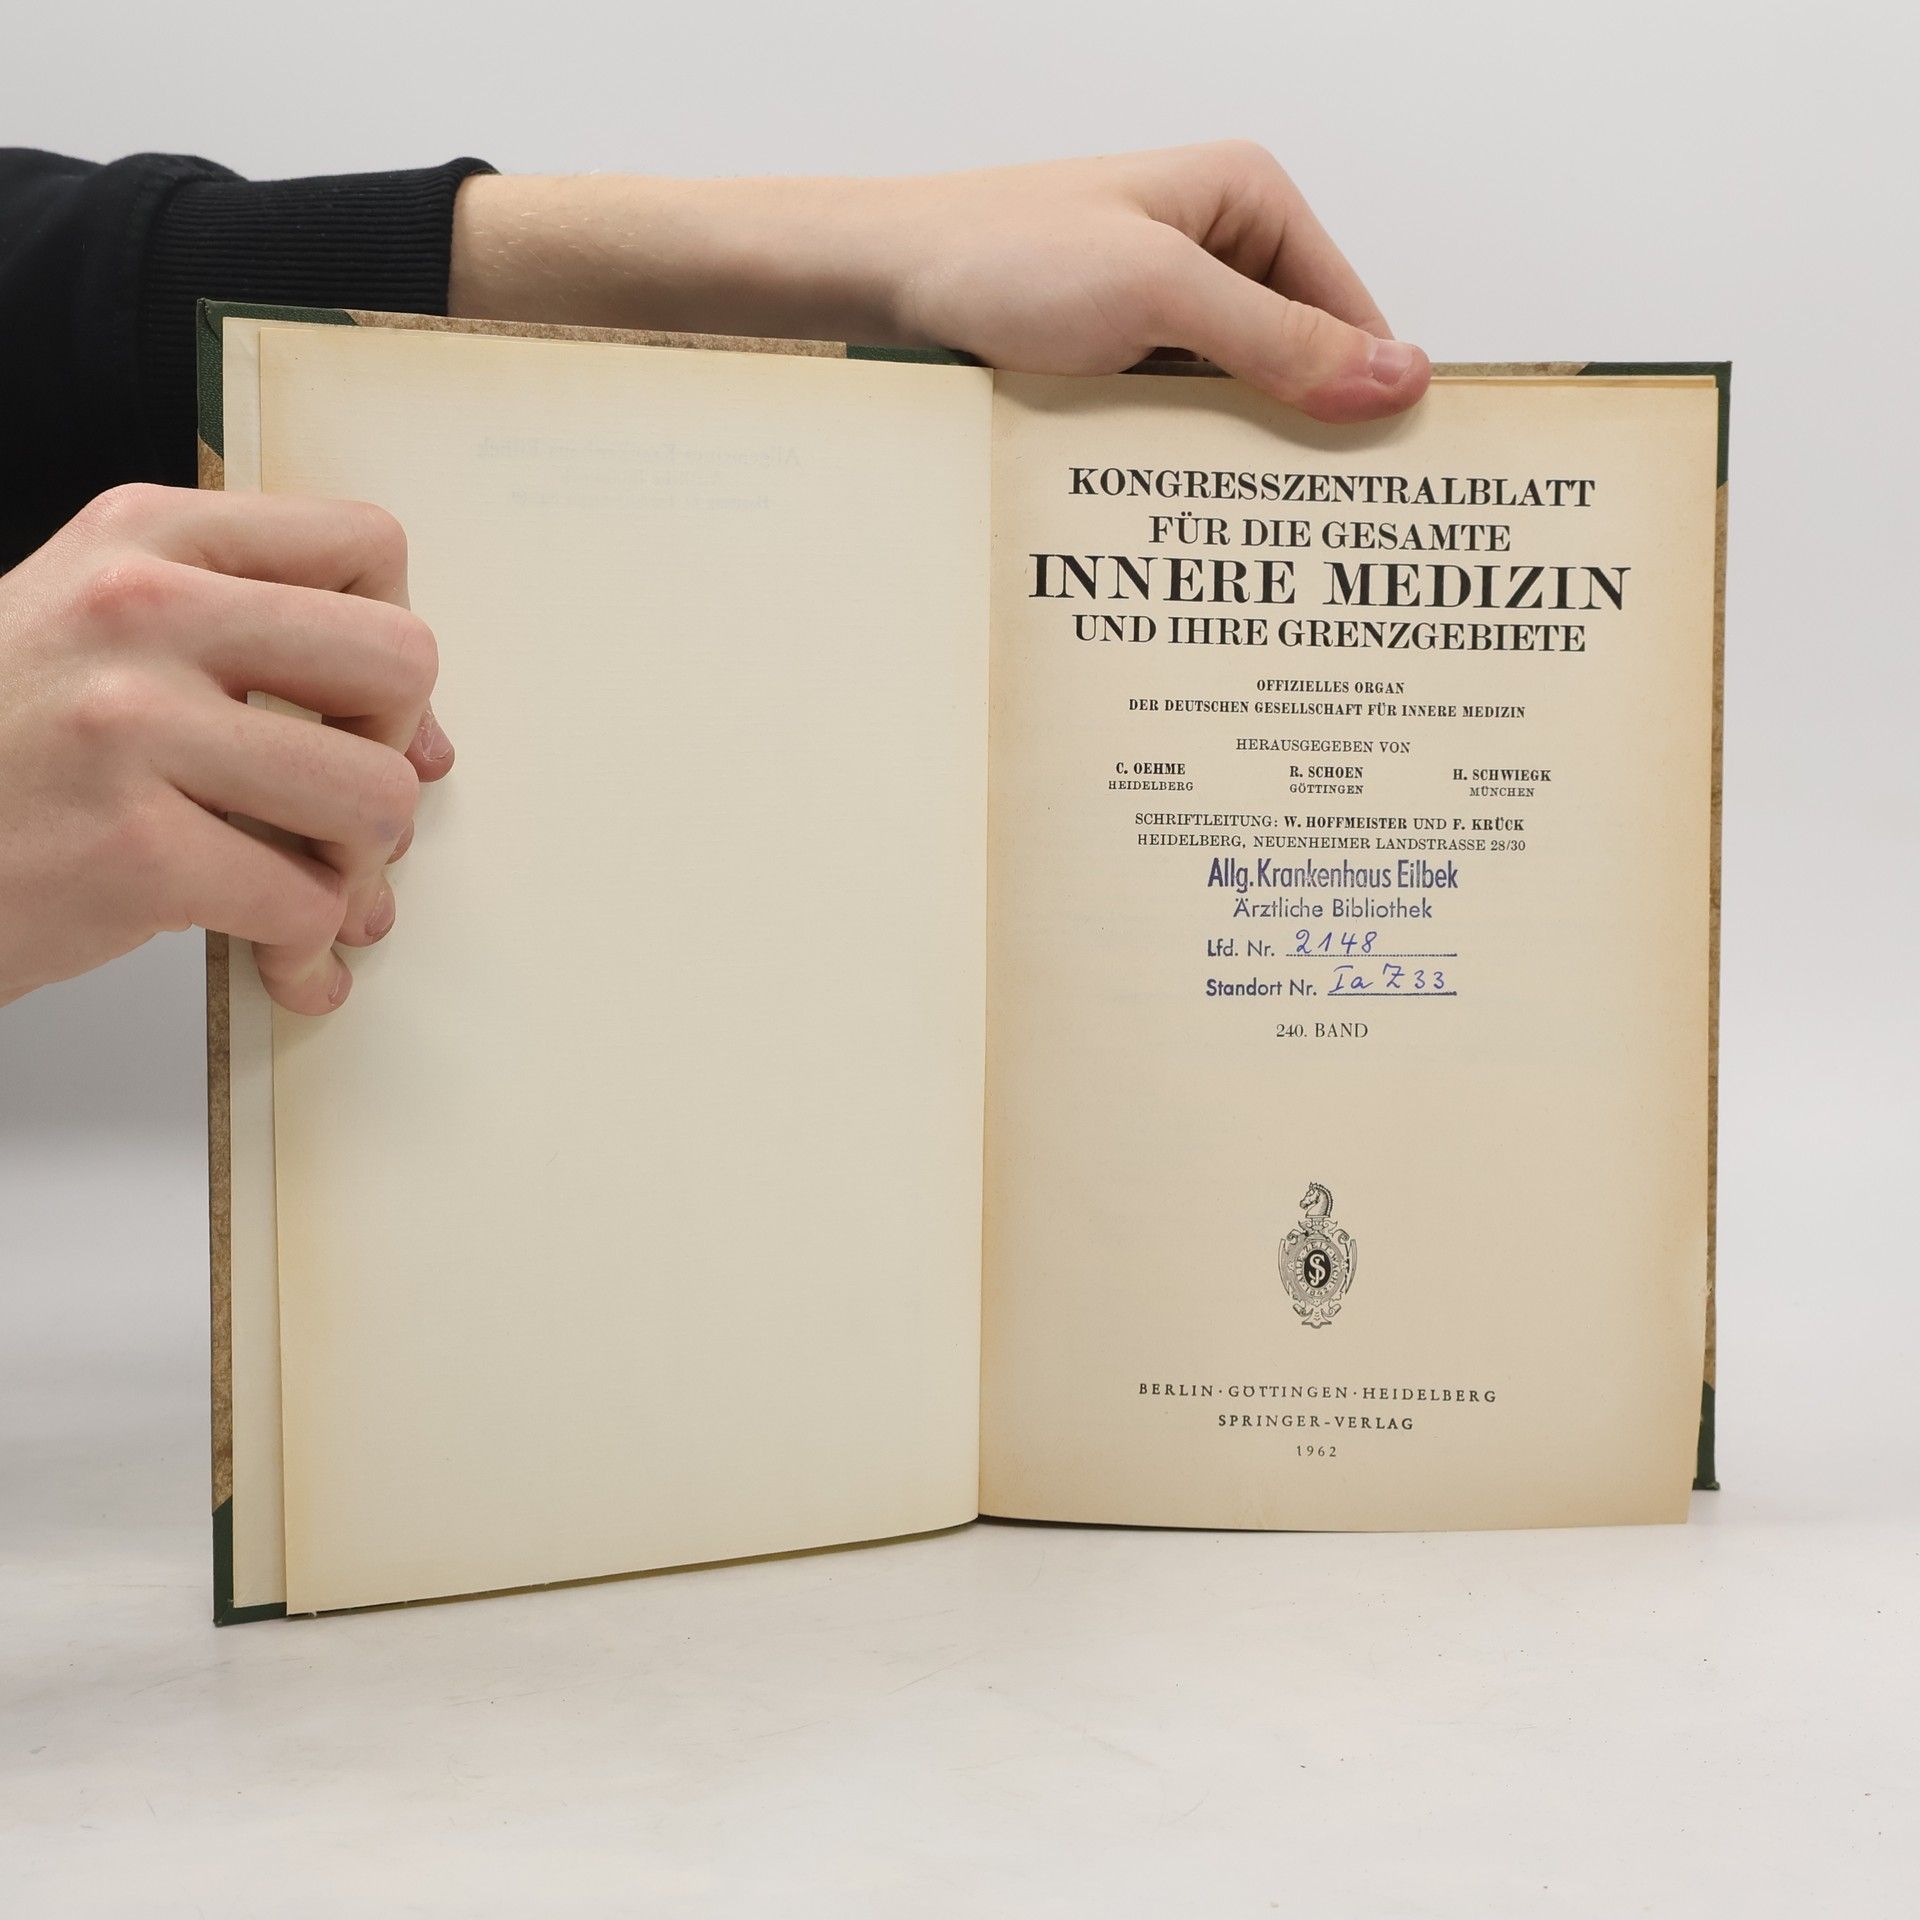 KONGRESSZENTRALBLATT
FÜR DIE GESAMTE
INNERE MEDIZIN
UND IHRE GRENZGEBIETE
OFFIZIELLES ORGAN
DER DEUTSCHEN GESELLSCHAFT FÜR INNERE MEDIZIN
HERAUSGEGEBEN VON
C. OEHME R. SCHOEN H. SCHWIEGK
HEIDELBERG GÖTTINGEN MÜNCHEN
SCHRIFTLEITUNG: W. HOFFMEISTER UND F. KRÜCK
HEIDELBERG, NEUENHEIMER LANDSTRASSE 28/30
Allg. Krankenhaus Eilbek
Ärztliche Bibliothek
Lfd. Nr. 2148
Standort Nr. Ia Z 33
240. BAND
BERLIN · GÖTTINGEN · HEIDELBERG
SPRINGER-VERLAG
1962